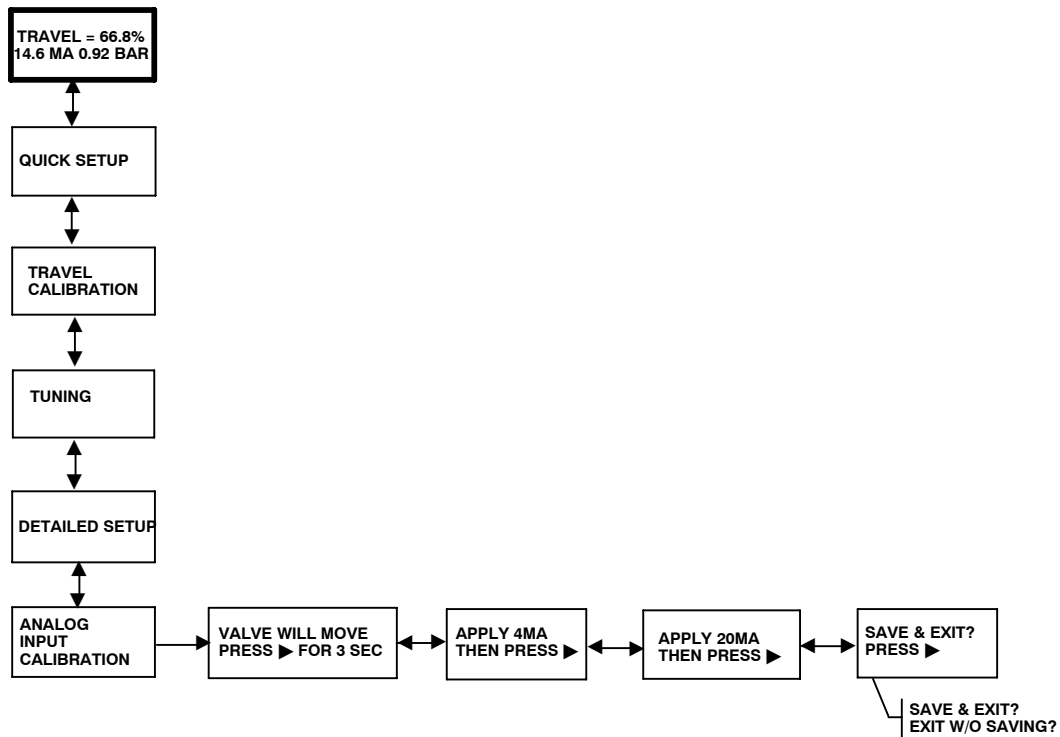 TRAVEL = 66.8%
14.6 MA 0.92 BAR
QUICK SETUP
TRAVEL
CALIBRATION
TUNING
DETAILED SETUP
ANALOG
INPUT
CALIBRATION
VALVE WILL MOVE
PRESS ▶ FOR 3 SEC
APPLY 4MA
THEN PRESS ▶
APPLY 20MA
THEN PRESS ▶
SAVE & EXIT?
PRESS ▶
SAVE & EXIT?
EXIT W/O SAVING?